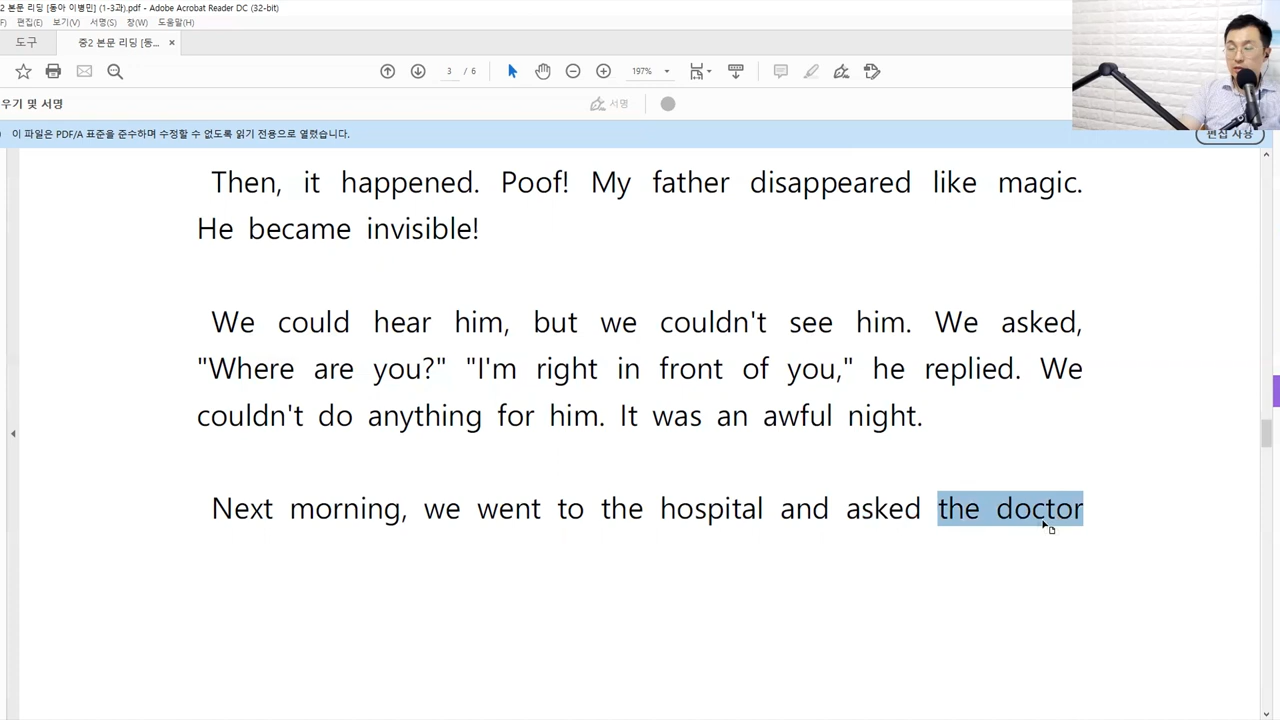 2 본문 리딩 [동아 이병민] (1-3과).pdf - Adobe Acrobat Reader DC (32-bit)
F) 편집(E) 보기(V) 서명(S) 창(W) 도움말(H)
도구 중2 본문 리딩 [동... ×
3 / 6 197%
우기 및 서명 서명
이 파일은 PDF/A 표준을 준수하며 수정할 수 없도록 읽기 전용으로 열렸습니다. 편집 사용
Then, it happened. Poof! My father disappeared like magic.
He became invisible!
We could hear him, but we couldn't see him. We asked,
"Where are you?" "I'm right in front of you," he replied. We
couldn't do anything for him. It was an awful night.
Next morning, we went to the hospital and asked the doctor